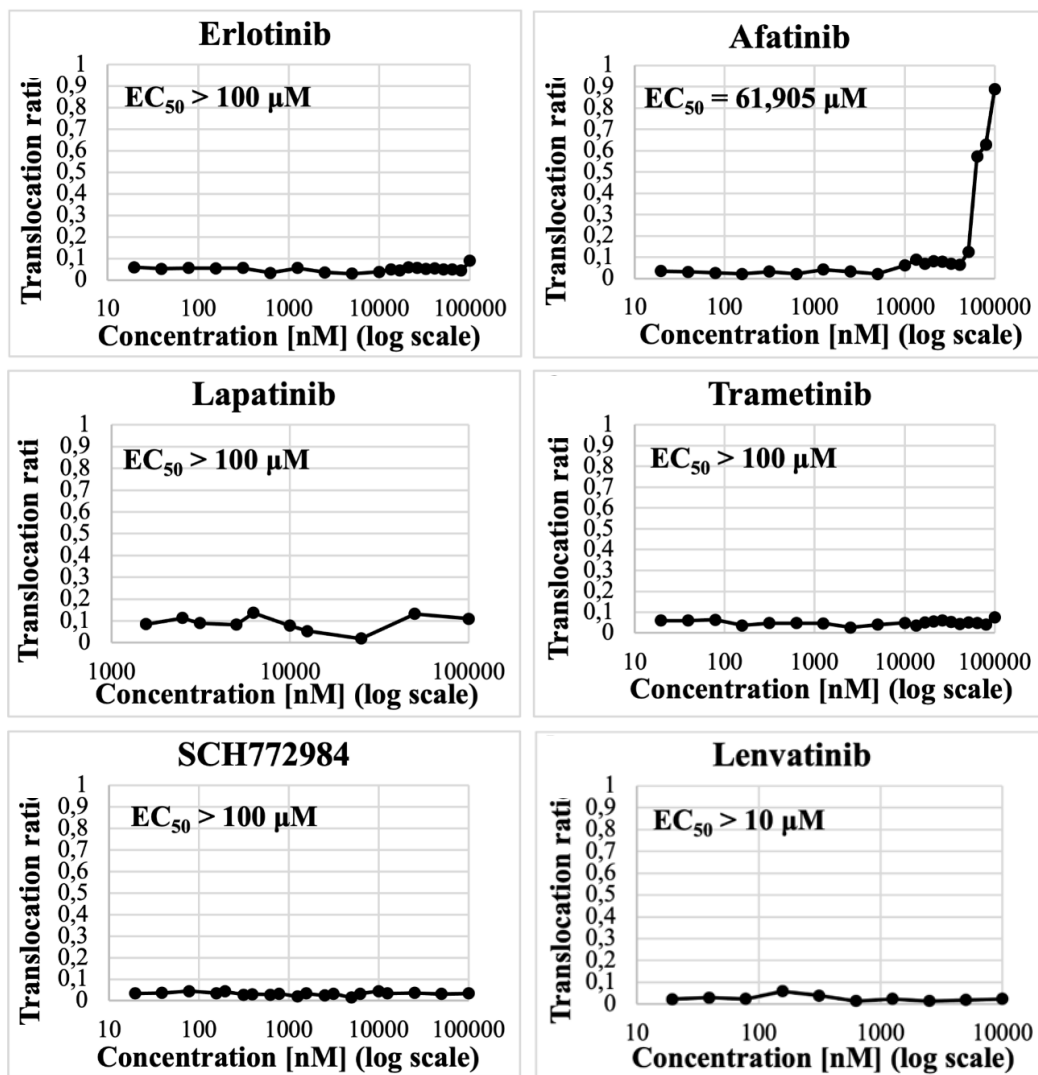 Erlotinib
Translocation rati
1
0,9
0,8
0,7
0,6
0,5
0,4
0,3
0,2
0,1
0
EC50 > 100 µM
10 100 1000 10000 100000
Concentration [nM] (log scale)
Afatinib
Translocation rati
1
0,9
0,8
0,7
0,6
0,5
0,4
0,3
0,2
0,1
0
EC50 = 61,905 µM
10 100 1000 10000 100000
Concentration [nM] (log scale)
Lapatinib
Translocation rati
1
0,9
0,8
0,7
0,6
0,5
0,4
0,3
0,2
0,1
0
EC50 > 100 µM
1000 10000 100000
Concentration [nM] (log scale)
Trametinib
Translocation rati
1
0,9
0,8
0,7
0,6
0,5
0,4
0,3
0,2
0,1
0
EC50 > 100 µM
10 100 1000 10000 100000
Concentration [nM] (log scale)
SCH772984
Translocation rati
1
0,9
0,8
0,7
0,6
0,5
0,4
0,3
0,2
0,1
0
EC50 > 100 µM
10 100 1000 10000 100000
Concentration [nM] (log scale)
Lenvatinib
Translocation rati
1
0,9
0,8
0,7
0,6
0,5
0,4
0,3
0,2
0,1
0
EC50 > 10 µM
10 100 1000 10000
Concentration [nM] (log scale)